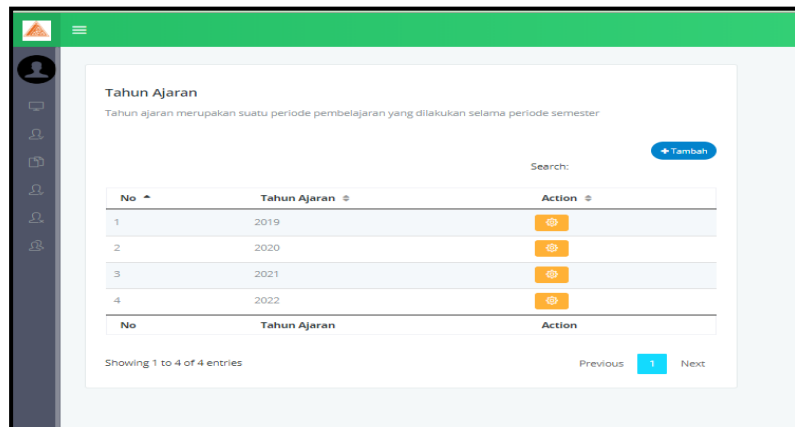 Tahun Ajaran
Tahun ajaran merupakan suatu periode pembelajaran yang dilakukan selama periode semester
+ Tambah
Search:
No Tahun Ajaran Action
1 2019
2 2020
3 2021
4 2022
No Tahun Ajaran Action
Showing 1 to 4 of 4 entries Previous 1 Next